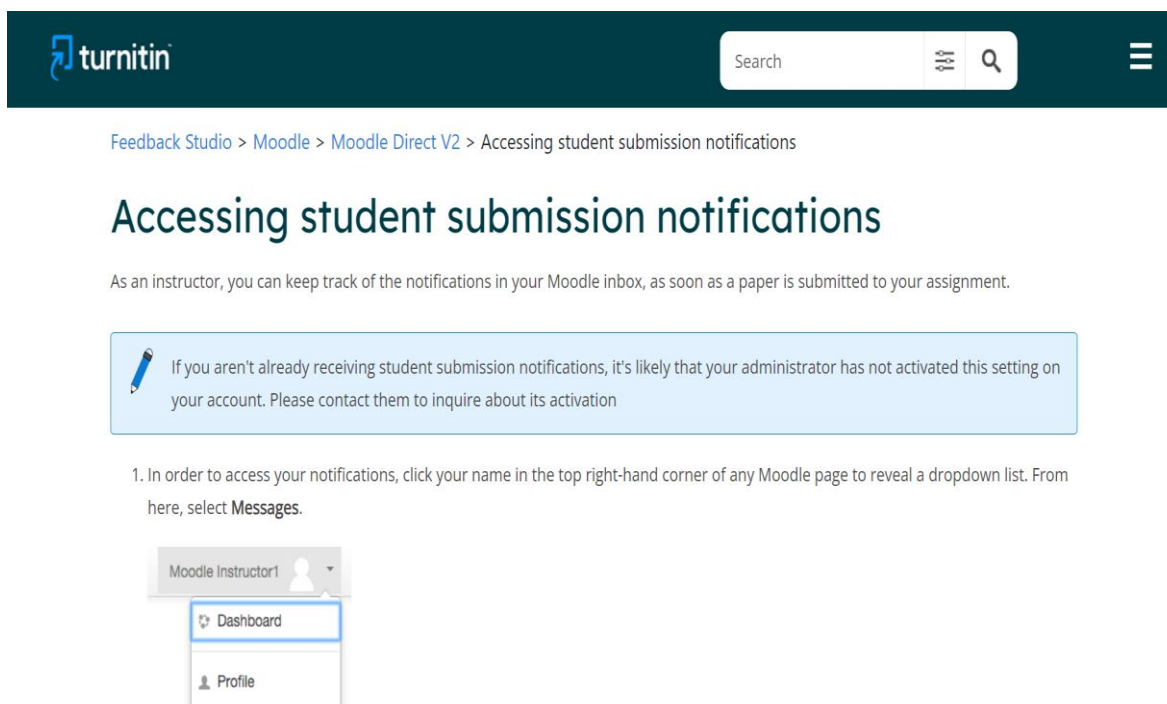 turnitin
Search
Feedback Studio > Moodle > Moodle Direct V2 > Accessing student submission notifications
Accessing student submission notifications
As an instructor, you can keep track of the notifications in your Moodle inbox, as soon as a paper is submitted to your assignment.
If you aren't already receiving student submission notifications, it's likely that your administrator has not activated this setting on
your account. Please contact them to inquire about its activation
1. In order to access your notifications, click your name in the top right-hand corner of any Moodle page to reveal a dropdown list. From
here, select Messages.
Moodle Instructor1
Dashboard
Profile